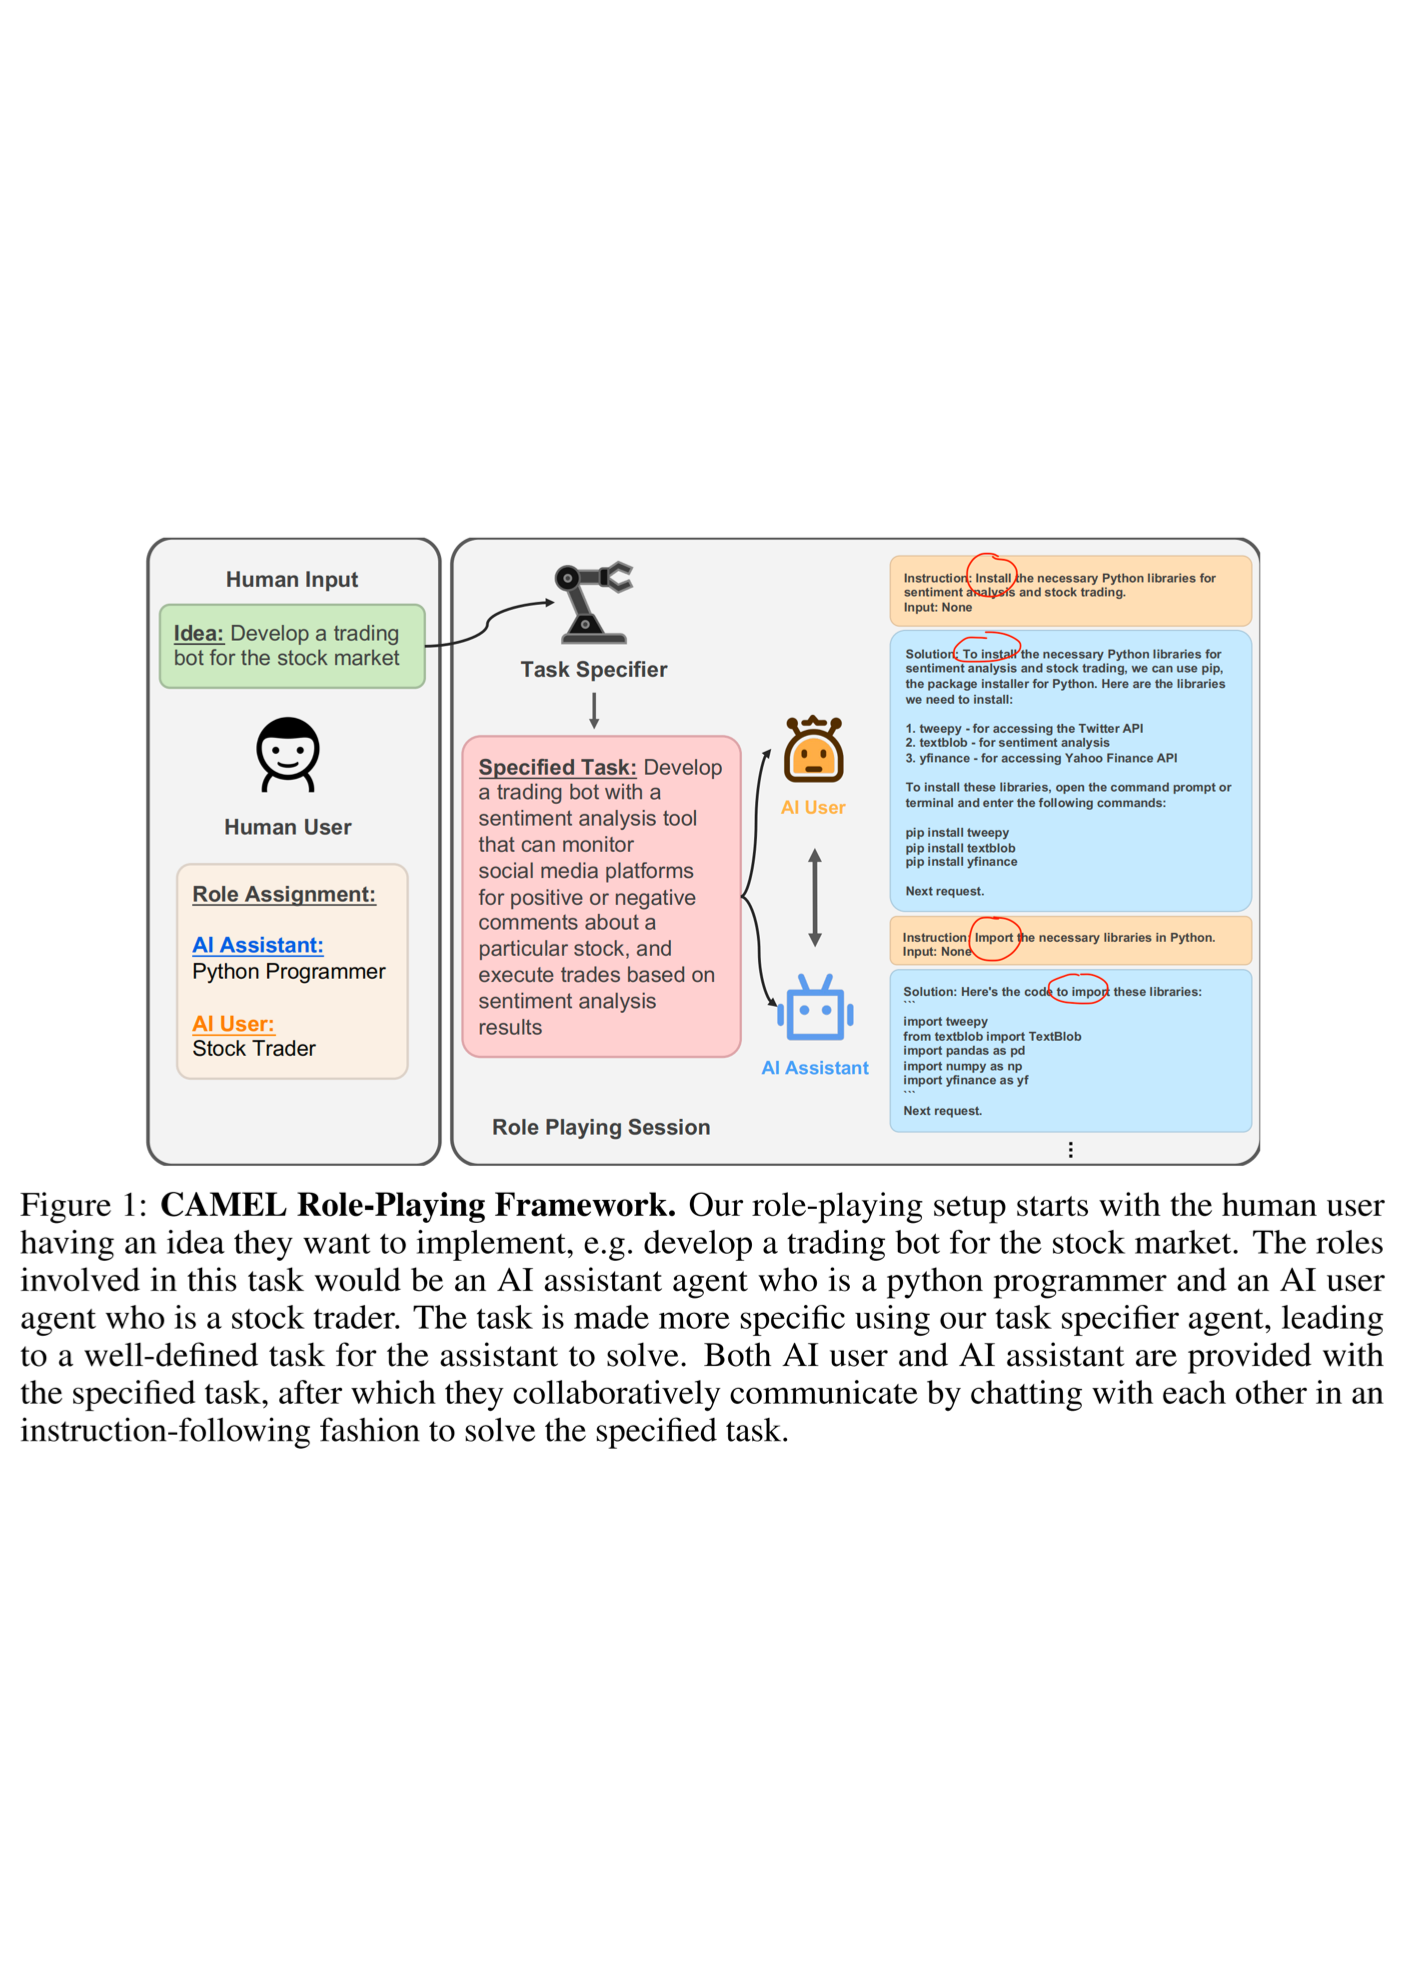 Human Input
Idea: Develop a trading
bot for the stock market
Human User
Role Assignment:
AI Assistant:
Python Programmer
AI User:
Stock Trader
Task Specifier
Specified Task: Develop
a trading bot with a
sentiment analysis tool
that can monitor
social media platforms
for positive or negative
comments about a
particular stock, and
execute trades based on
sentiment analysis
results
Role Playing Session
AI User
AI Assistant
Instruction: Install the necessary Python libraries for
sentiment analysis and stock trading.
Input: None
Solution: To install the necessary Python libraries for
sentiment analysis and stock trading, we can use pip,
the package installer for Python. Here are the libraries
we need to install:
1. tweepy - for accessing the Twitter API
2. textblob - for sentiment analysis
3. yfinance - for accessing Yahoo Finance API
To install these libraries, open the command prompt or
terminal and enter the following commands:
pip install tweepy
pip install textblob
pip install yfinance
Next request.
Instruction: Import the necessary libraries in Python.
Input: None
Solution: Here's the code to import these libraries:
```
import tweepy
from textblob import TextBlob
import pandas as pd
import numpy as np
import yfinance as yf
```
Next request.
⋮
Figure 1: CAMEL Role-Playing Framework. Our role-playing setup starts with the human user
having an idea they want to implement, e.g. develop a trading bot for the stock market. The roles
involved in this task would be an AI assistant agent who is a python programmer and an AI user
agent who is a stock trader. The task is made more specific using our task specifier agent, leading
to a well-defined task for the assistant to solve. Both AI user and AI assistant are provided with
the specified task, after which they collaboratively communicate by chatting with each other in an
instruction-following fashion to solve the specified task.